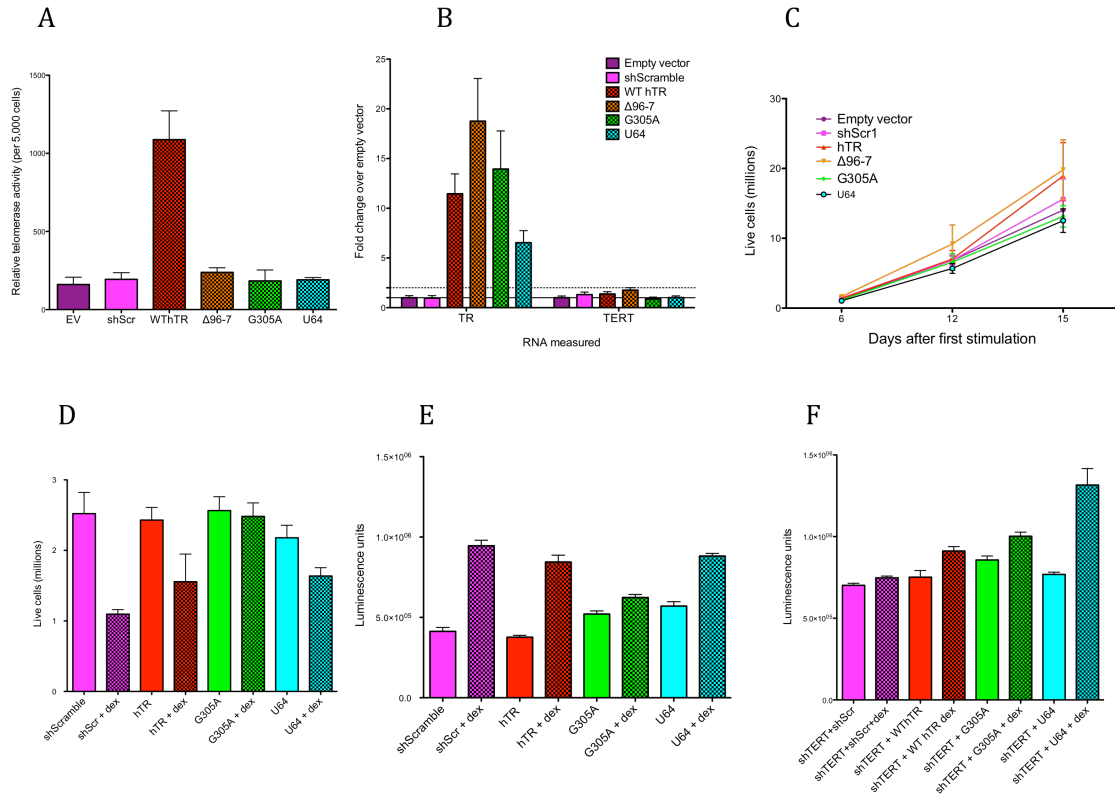 A
Relative telomerase activity (per 5,000 cells)
1500
1000
500
0
EV
shScr
WThTR
Δ96-7
G305A
U64
B
Fold change over empty vector
25
20
15
10
5
0
Empty vector
shScramble
WT hTR
Δ96-7
G305A
U64
TR
TERT
RNA measured
C
Live cells (millions)
30
20
10
0
Empty vector
shScr1
hTR
Δ96-7
G305A
U64
6
12
15
Days after first stimulation
D
Live cells (millions)
3
2
1
0
shScramble
shScr + dex
hTR
hTR + dex
G305A
G305A + dex
U64
U64 + dex
E
Luminescence units
1.5×10⁰⁶
1.0×10⁰⁶
5.0×10⁰⁵
0.0
shScramble
shScr + dex
hTR
hTR + dex
G305A
G305A + dex
U64
U64 + dex
F
Luminescence units
1.5×10⁰⁶
1.0×10⁰⁶
5.0×10⁰⁵
0.0
shTERT+shScr
shTERT+shScr+dex
shTERT + WThTR
shTERT + WT hTR dex
shTERT + G305A
shTERT + G305A + dex
shTERT + U64
shTERT + U64 + dex